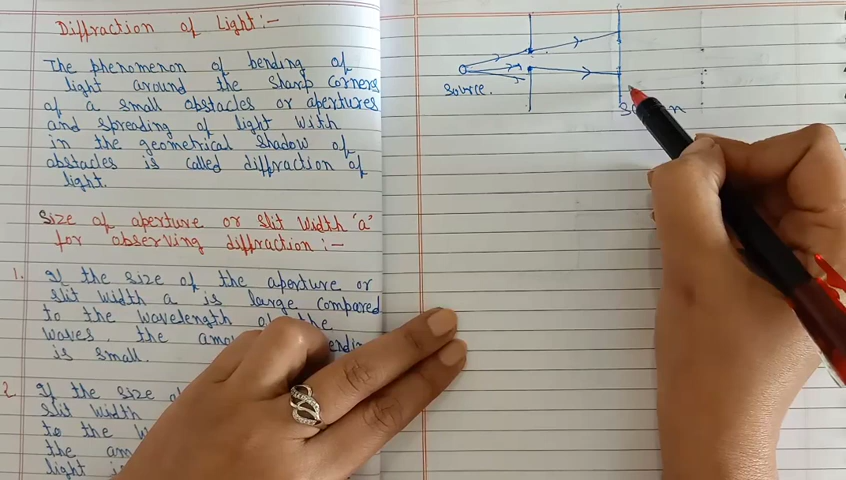 Diffraction of Light:-
The phenomenon of bending of
light around the sharp corners
of a small obstacles or apertures
and spreading of light with
in the geometrical shadow of
obstacles is called diffraction of
light.
Size of aperture or slit width 'a'
for observing diffraction:-
1. If the size of the aperture or
slit width a is large compared
to the wavelength of the
waves, the
is small.
2 If the size
slit width
to the
the
light
Source.